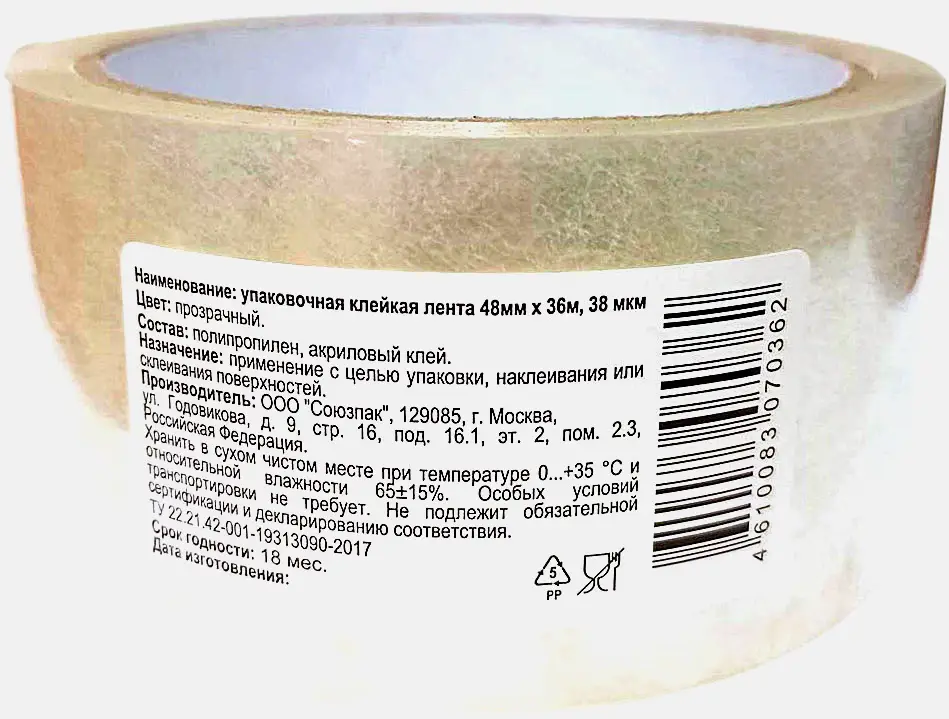 Наименование: упаковочная клейкая лента 48мм х 36м, 38 мкм
Цвет: прозрачный.
Состав: полипропилен, акриловый клей.
Назначение: применение с целью упаковки, наклеивания или
склеивания поверхностей.
Производитель: ООО "Союзпак", 129085, г. Москва,
ул. Годовикова, д. 9, стр. 16, под. 16.1, эт. 2, пом. 2.3,
Российская Федерация.
Хранить в сухом чистом месте при температуре 0...+35 °С и
относительной влажности 65±15%. Особых условий
транспортировки не требует. Не подлежит обязательной
сертификации и декларированию соответствия.
ТУ 22.21.42-001-19313090-2017
Срок годности: 18 мес.
Дата изготовления:
5
PP
4 610083 070362